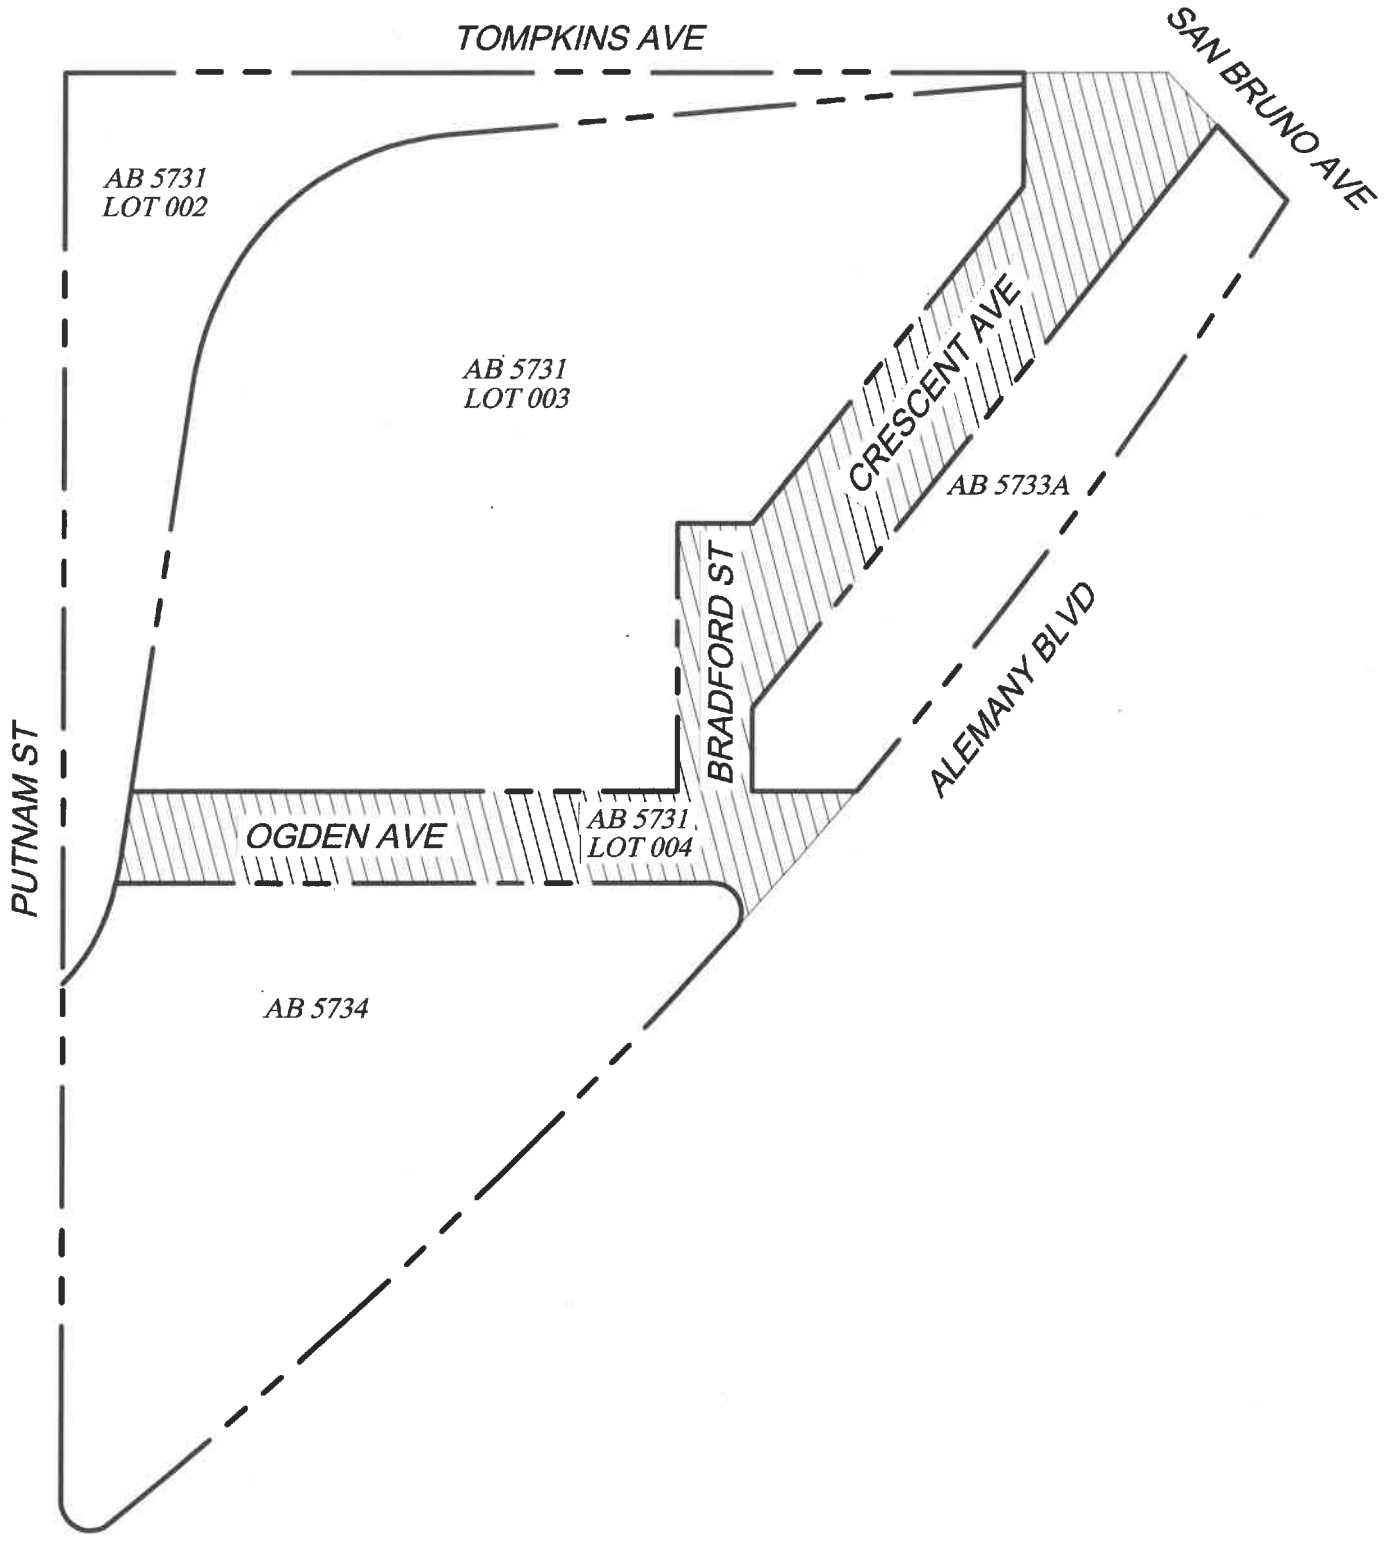 TOMPKINS AVE
SAN BRUNO AVE
AB 5731
LOT 002
AB 5731
LOT 003
CRESCENT AVE
AB 5733A
BRADFORD ST
ALEMANY BLVD
PUTNAM ST
OGDEN AVE
AB 5731
LOT 004
AB 5734